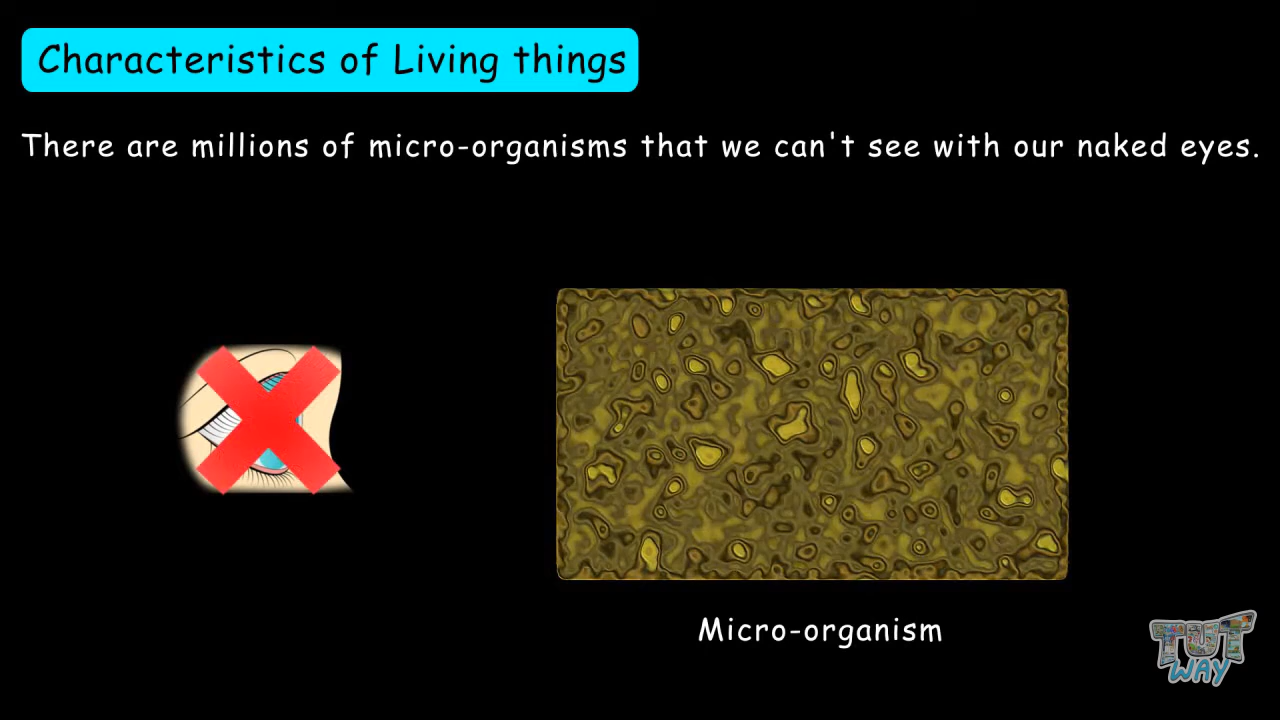 Characteristics of Living things
There are millions of micro-organisms that we can't see with our naked eyes.
Micro-organism
TUT
WAY